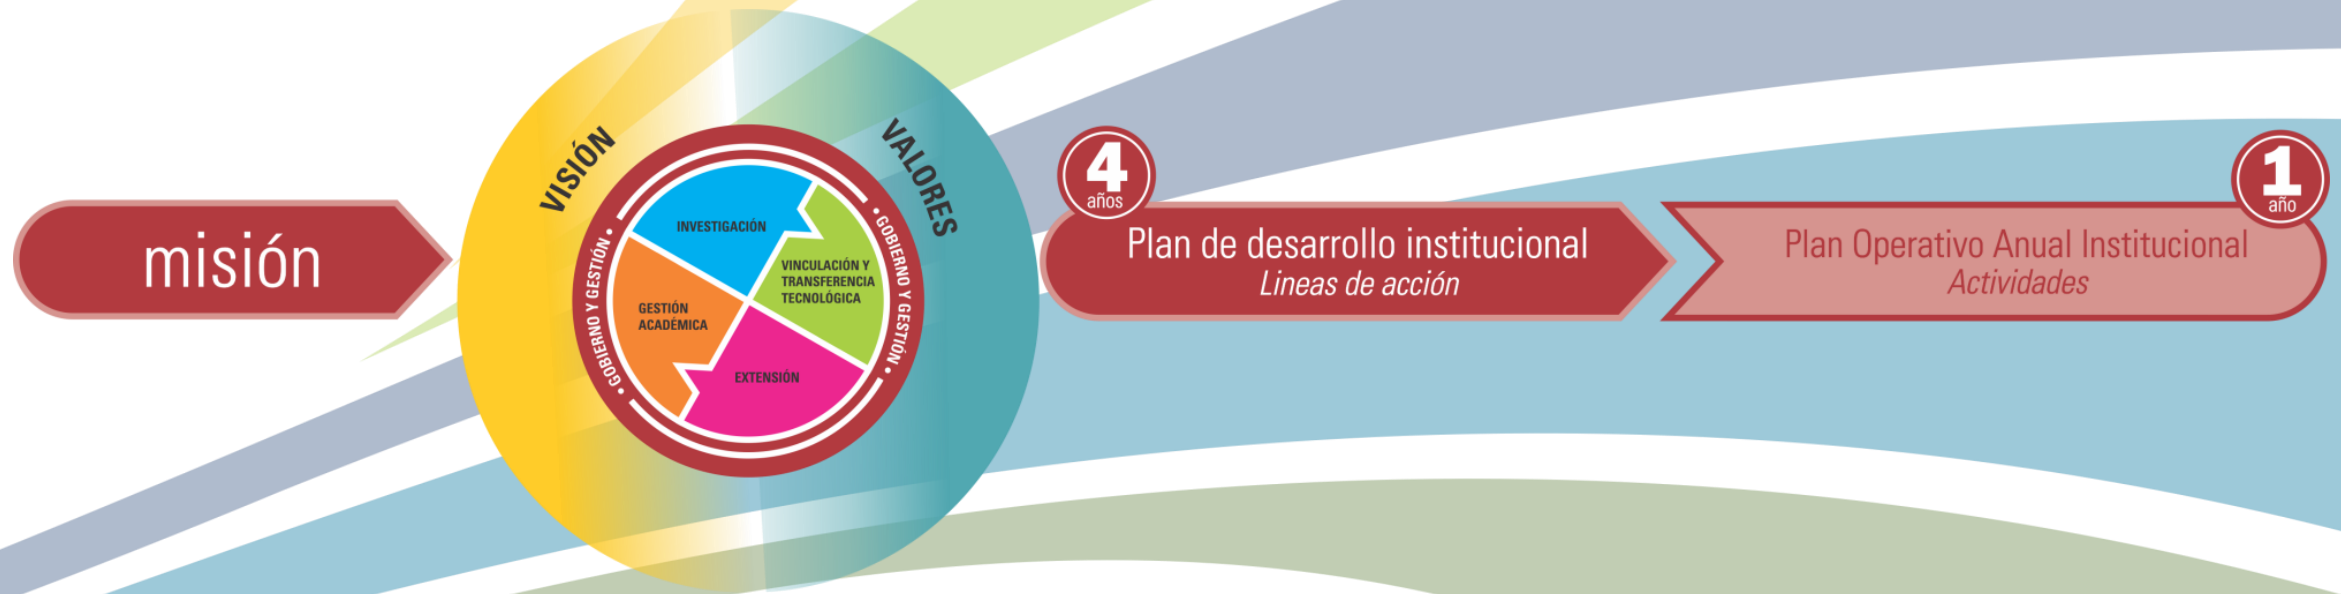 misión
VISIÓN
VALORES
• GOBIERNO Y GESTIÓN •
• GOBIERNO Y GESTIÓN •
INVESTIGACIÓN
VINCULACIÓN Y
TRANSFERENCIA
TECNOLÓGICA
GESTIÓN
ACADÉMICA
EXTENSIÓN
4
años
Plan de desarrollo institucional
Lineas de acción
1
año
Plan Operativo Anual Institucional
Actividades